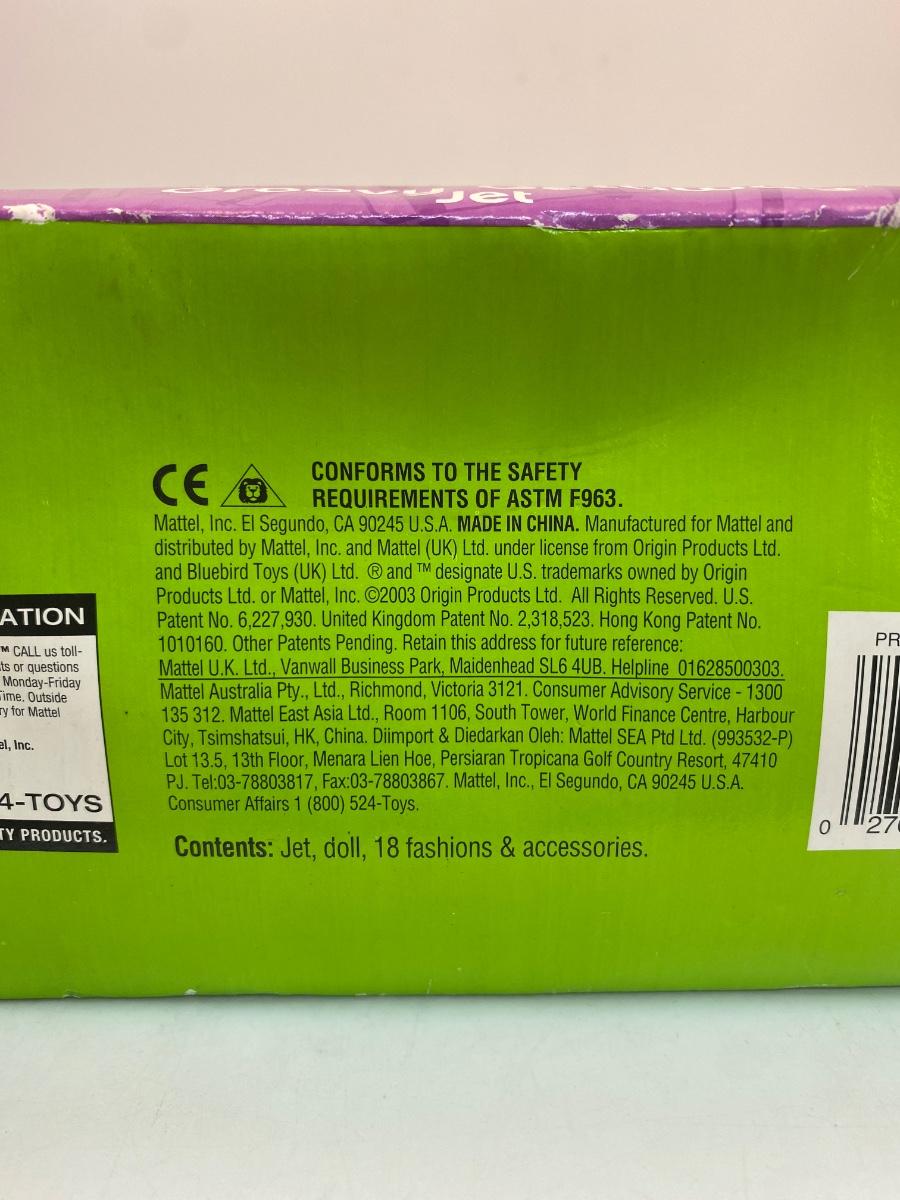 Jet
CE CONFORMS TO THE SAFETY
REQUIREMENTS OF ASTM F963.
Mattel, Inc. El Segundo, CA 90245 U.S.A. MADE IN CHINA. Manufactured for Mattel and
distributed by Mattel, Inc. and Mattel (UK) Ltd. under license from Origin Products Ltd.
and Bluebird Toys (UK) Ltd. ® and ™ designate U.S. trademarks owned by Origin
Products Ltd. or Mattel, Inc. ©2003 Origin Products Ltd. All Rights Reserved. U.S.
Patent No. 6,227,930. United Kingdom Patent No. 2,318,523. Hong Kong Patent No.
1010160. Other Patents Pending. Retain this address for future reference:
Mattel U.K. Ltd., Vanwall Business Park, Maidenhead SL6 4UB. Helpline 01628500303.
Mattel Australia Pty., Ltd., Richmond, Victoria 3121. Consumer Advisory Service - 1300
135 312. Mattel East Asia Ltd., Room 1106, South Tower, World Finance Centre, Harbour
City, Tsimshatsui, HK, China. Diimport & Diedarkan Oleh: Mattel SEA Ptd Ltd. (993532-P)
Lot 13.5, 13th Floor, Menara Lien Hoe, Persiaran Tropicana Golf Country Resort, 47410
PJ. Tel:03-78803817, Fax:03-78803867. Mattel, Inc., El Segundo, CA 90245 U.S.A.
Consumer Affairs 1 (800) 524-Toys.
Contents: Jet, doll, 18 fashions & accessories.
ATION
™ CALL us toll-
ts or questions
Monday-Friday
Time. Outside
ry for Mattel
el, Inc.
4-TOYS
TY PRODUCTS.
PR
0 27